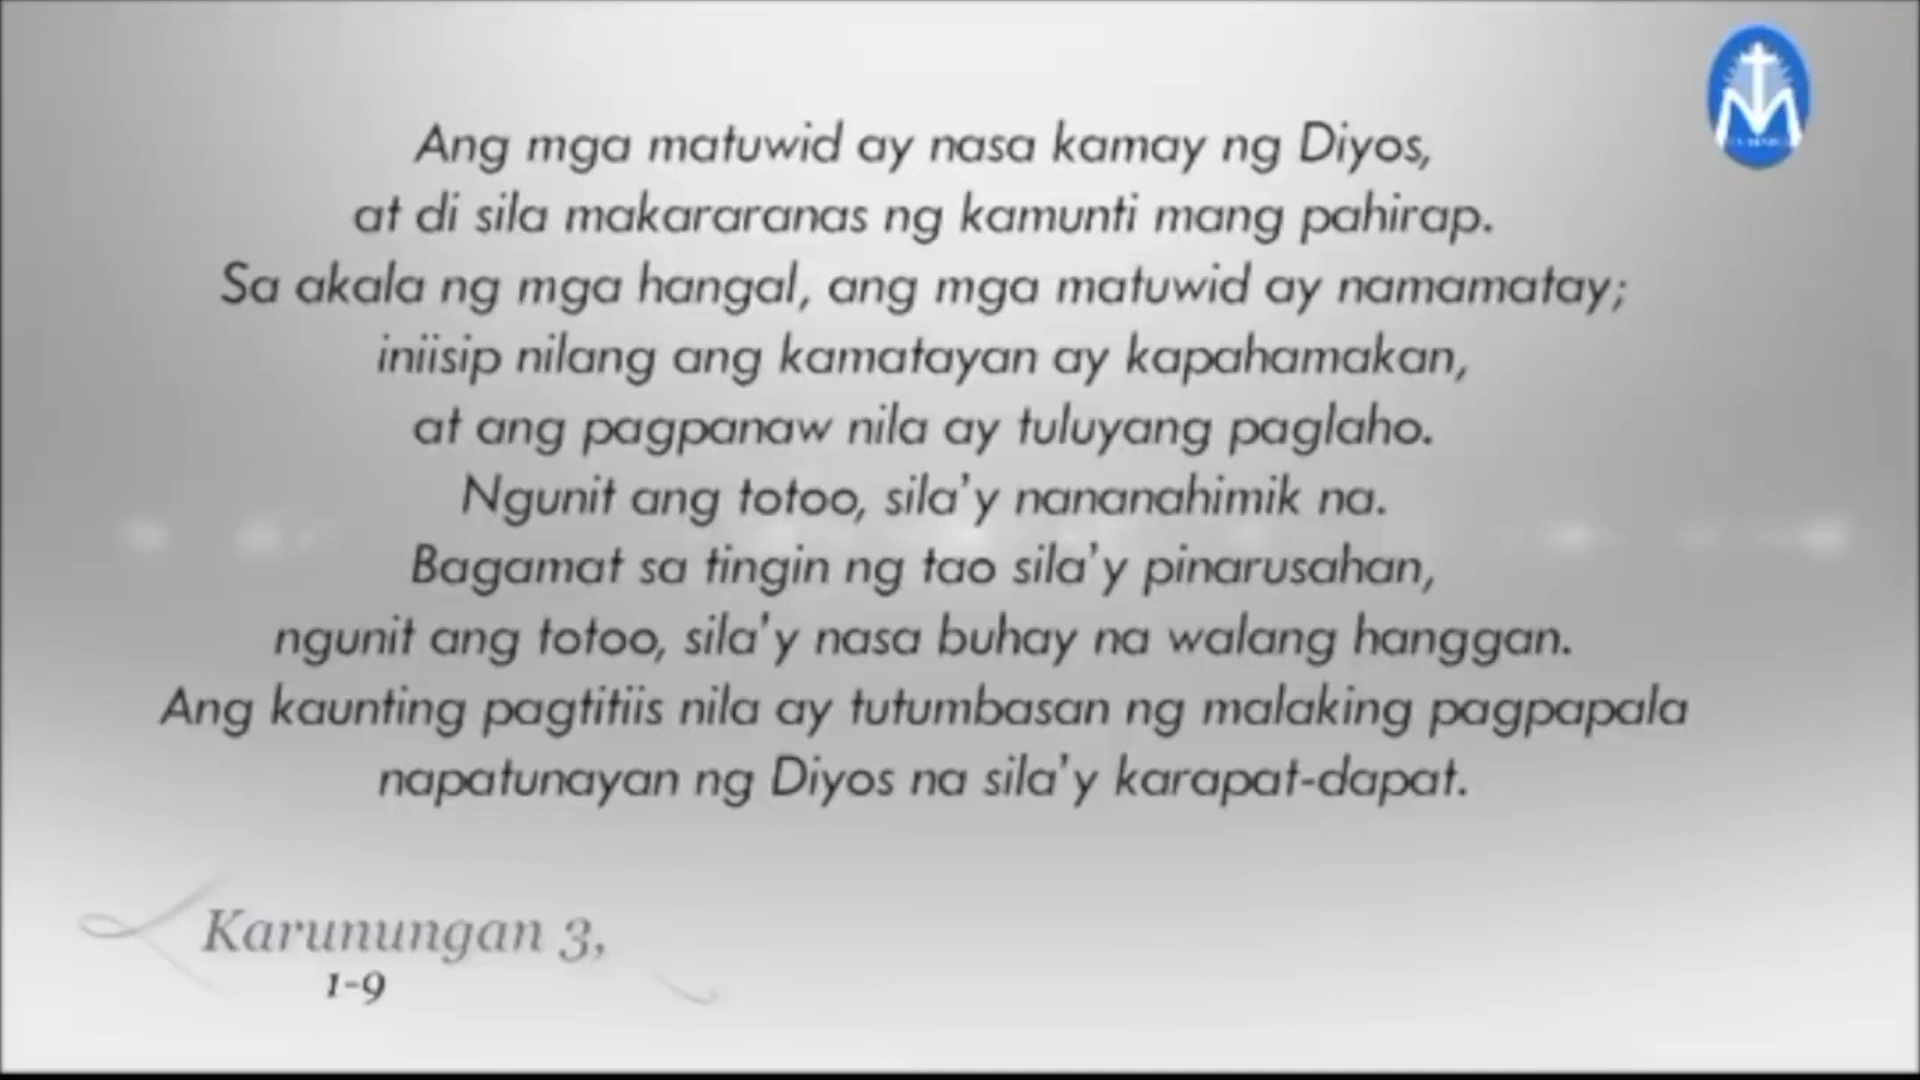 Ang mga matuwid ay nasa kamay ng Diyos,
at di sila makararanas ng kamunti mang pahirap.
Sa akala ng mga hangal, ang mga matuwid ay namamatay;
iniisip nilang ang kamatayan ay kapahamakan,
at ang pagpanaw nila ay tuluyang paglaho.
Ngunit ang totoo, sila'y nananahimik na.
Bagamat sa tingin ng tao sila'y pinarusahan,
ngunit ang totoo, sila'y nasa buhay na walang hanggan.
Ang kaunting pagtitiis nila ay tutumbasan ng malaking pagpapala
napatunayan ng Diyos na sila'y karapat-dapat.
Karunungan 3,
1-9